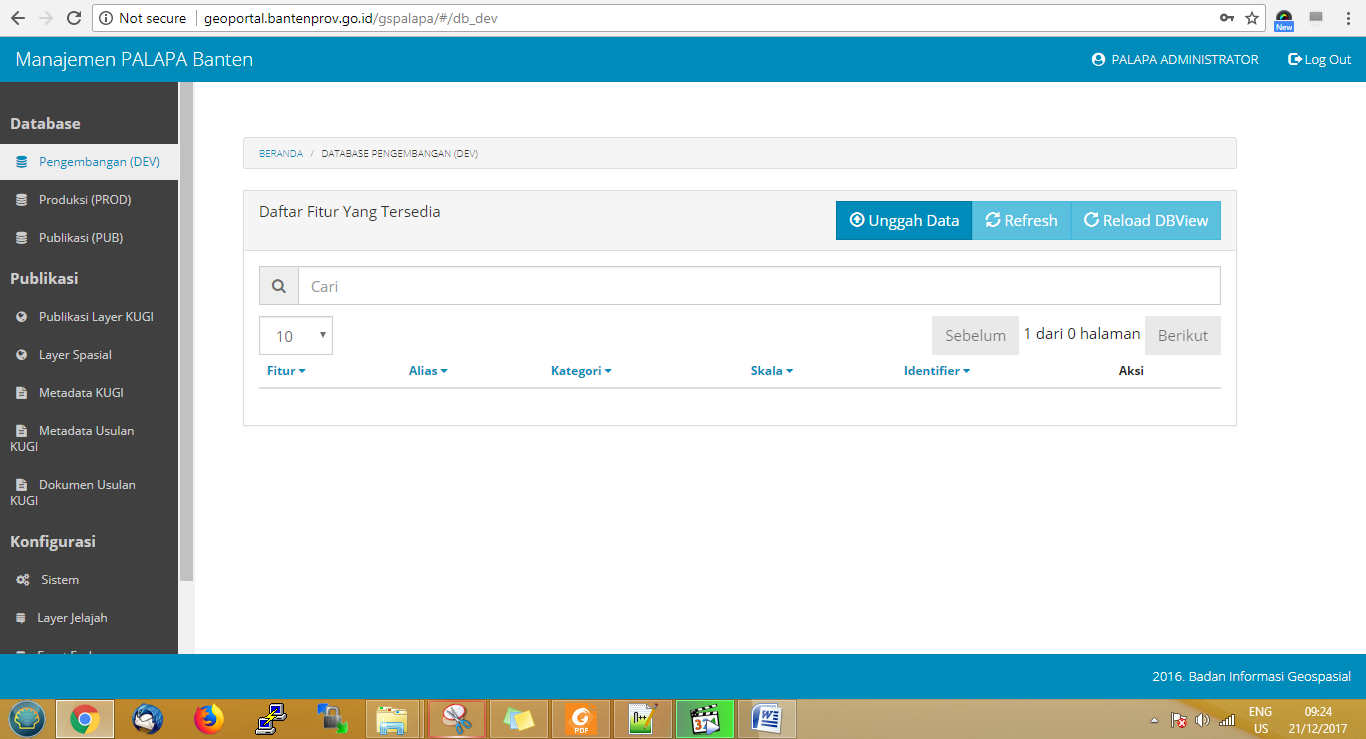 Not secure | geoportal.bantenprov.go.id/gspalapa/#/db_dev
New
Manajemen PALAPA Banten
PALAPA ADMINISTRATOR
Log Out
Database
Pengembangan (DEV)
Produksi (PROD)
Publikasi (PUB)
Publikasi
Publikasi Layer KUGI
Layer Spasial
Metadata KUGI
Metadata Usulan
KUGI
Dokumen Usulan
KUGI
Konfigurasi
Sistem
Layer Jelajah
BERANDA / DATABASE PENGEMBANGAN (DEV)
Daftar Fitur Yang Tersedia
Unggah Data
Refresh
Reload DBView
Cari
10
Sebelum 1 dari 0 halaman Berikut
Fitur Alias Kategori Skala Identifier Aksi
2016. Badan Informasi Geospasial
PDF
ENG
US
09:24
21/12/2017